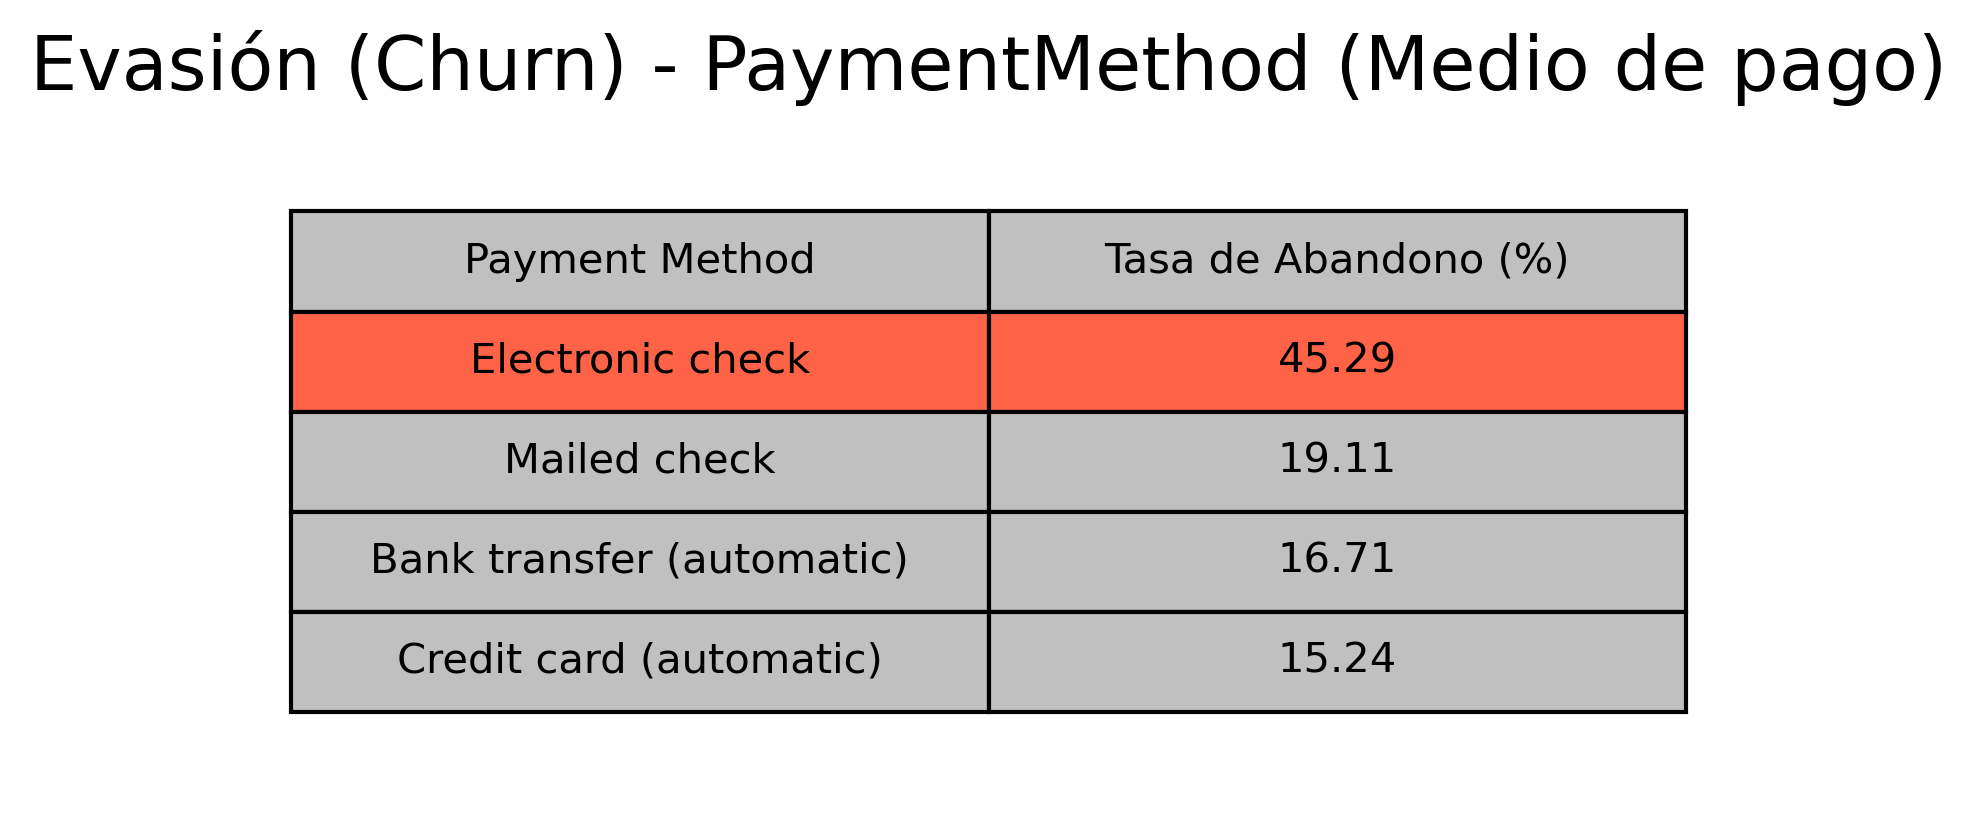 Evasión (Churn) - PaymentMethod (Medio de pago)
Payment Method Tasa de Abandono (%)
Electronic check 45.29
Mailed check 19.11
Bank transfer (automatic) 16.71
Credit card (automatic) 15.24